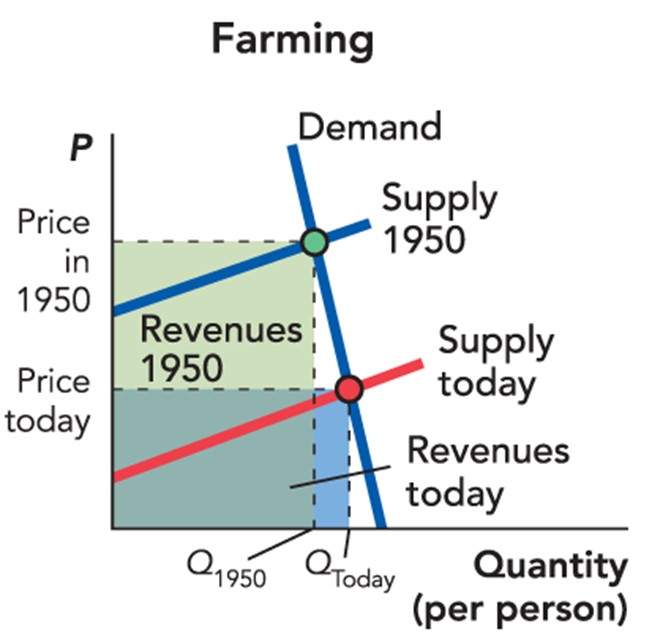 Farming
P
Demand
Supply
1950
Price
in
1950
Revenues
1950
Supply
today
Price
today
Revenues
today
Q1950
QToday
Quantity
(per person)